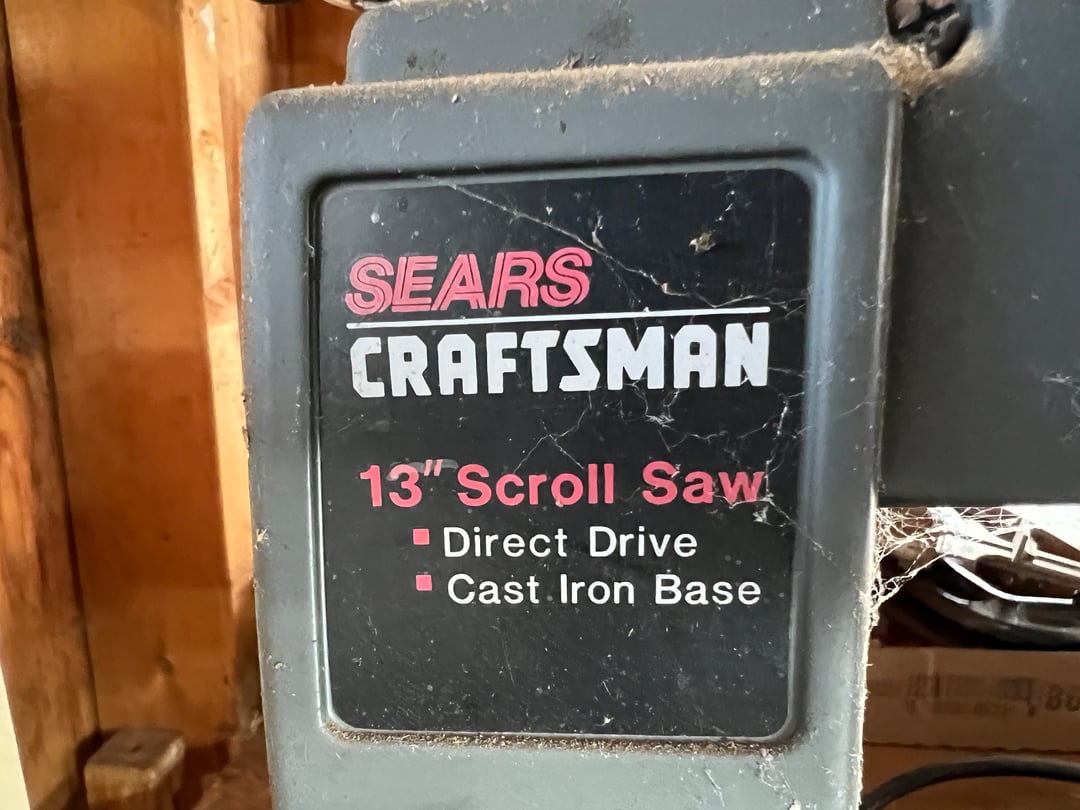 SEARS
CRAFTSMAN
13" Scroll Saw
Direct Drive
Cast Iron Base